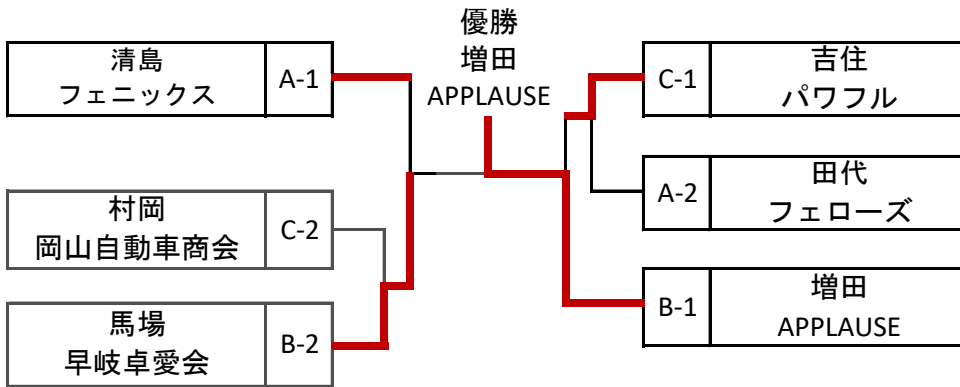 優勝
増田
APPLAUSE
清島
フェニックス
A-1
村岡
岡山自動車商会
C-2
馬場
早岐卓愛会
B-2
C-1
吉住
パワフル
A-2
田代
フェローズ
B-1
増田
APPLAUSE